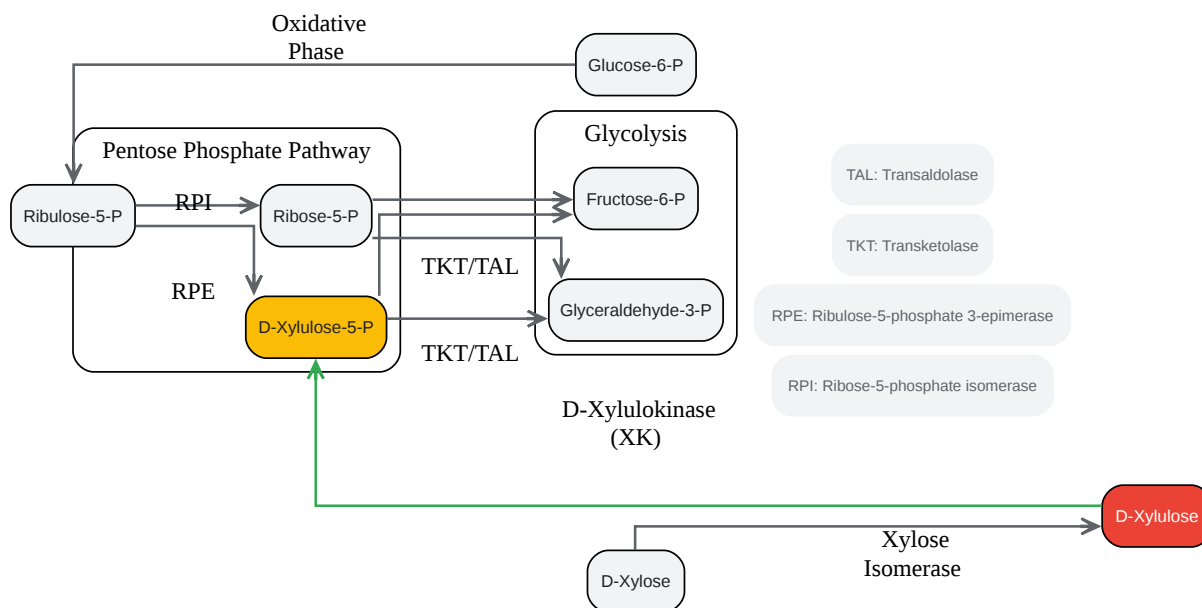 Oxidative
Phase
Glucose-6-P
Glycolysis
Pentose Phosphate Pathway
TAL: Transaldolase
Fructose-6-P
RPI
Ribulose-5-P
Ribose-5-P
TKT: Transketolase
TKT/TAL
RPE
Glyceraldehyde-3-P
RPE: Ribulose-5-phosphate 3-epimerase
D-Xylulose-5-P
TKT/TAL
RPI: Ribose-5-phosphate isomerase
D-Xylulokinase
(XK)
D-Xylulose
Xylose
Isomerase
D-Xylose